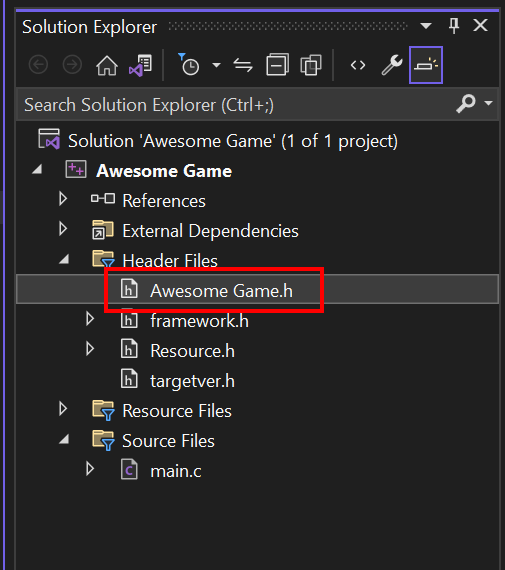 Solution Explorer
Search Solution Explorer (Ctrl+;)
Solution 'Awesome Game' (1 of 1 project)
Awesome Game
References
External Dependencies
Header Files
Awesome Game.h
framework.h
Resource.h
targetver.h
Resource Files
Source Files
main.c